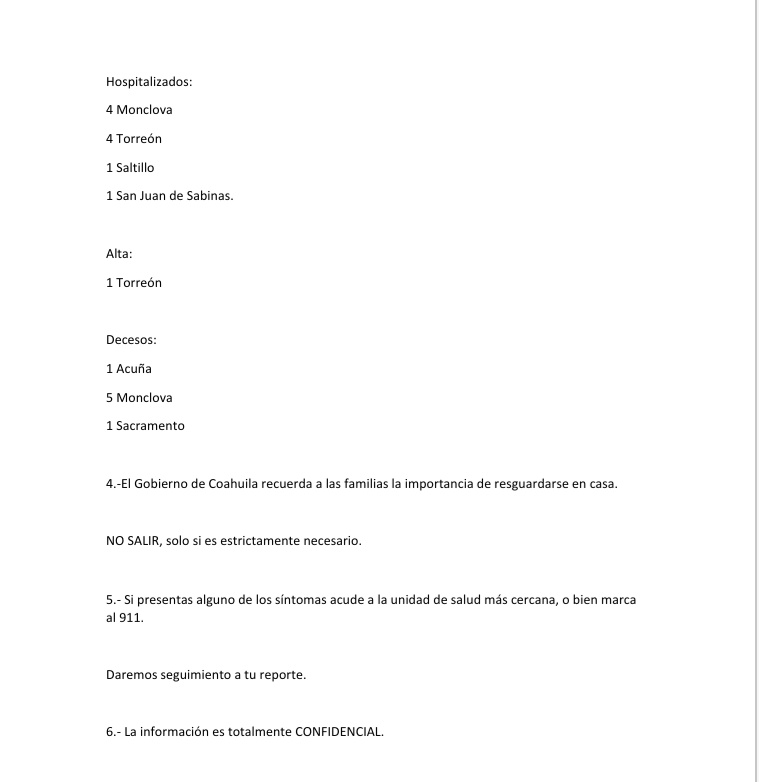 Hospitalizados:
4 Monclova
4 Torreón
1 Saltillo
1 San Juan de Sabinas.
Alta:
1 Torreón
Decesos:
1 Acuña
5 Monclova
1 Sacramento
4.-El Gobierno de Coahuila recuerda a las familias la importancia de resguardarse en casa.
NO SALIR, solo si es estrictamente necesario.
5.- Si presentas alguno de los síntomas acude a la unidad de salud más cercana, o bien marca
al 911.
Daremos seguimiento a tu reporte.
6.- La información es totalmente CONFIDENCIAL.